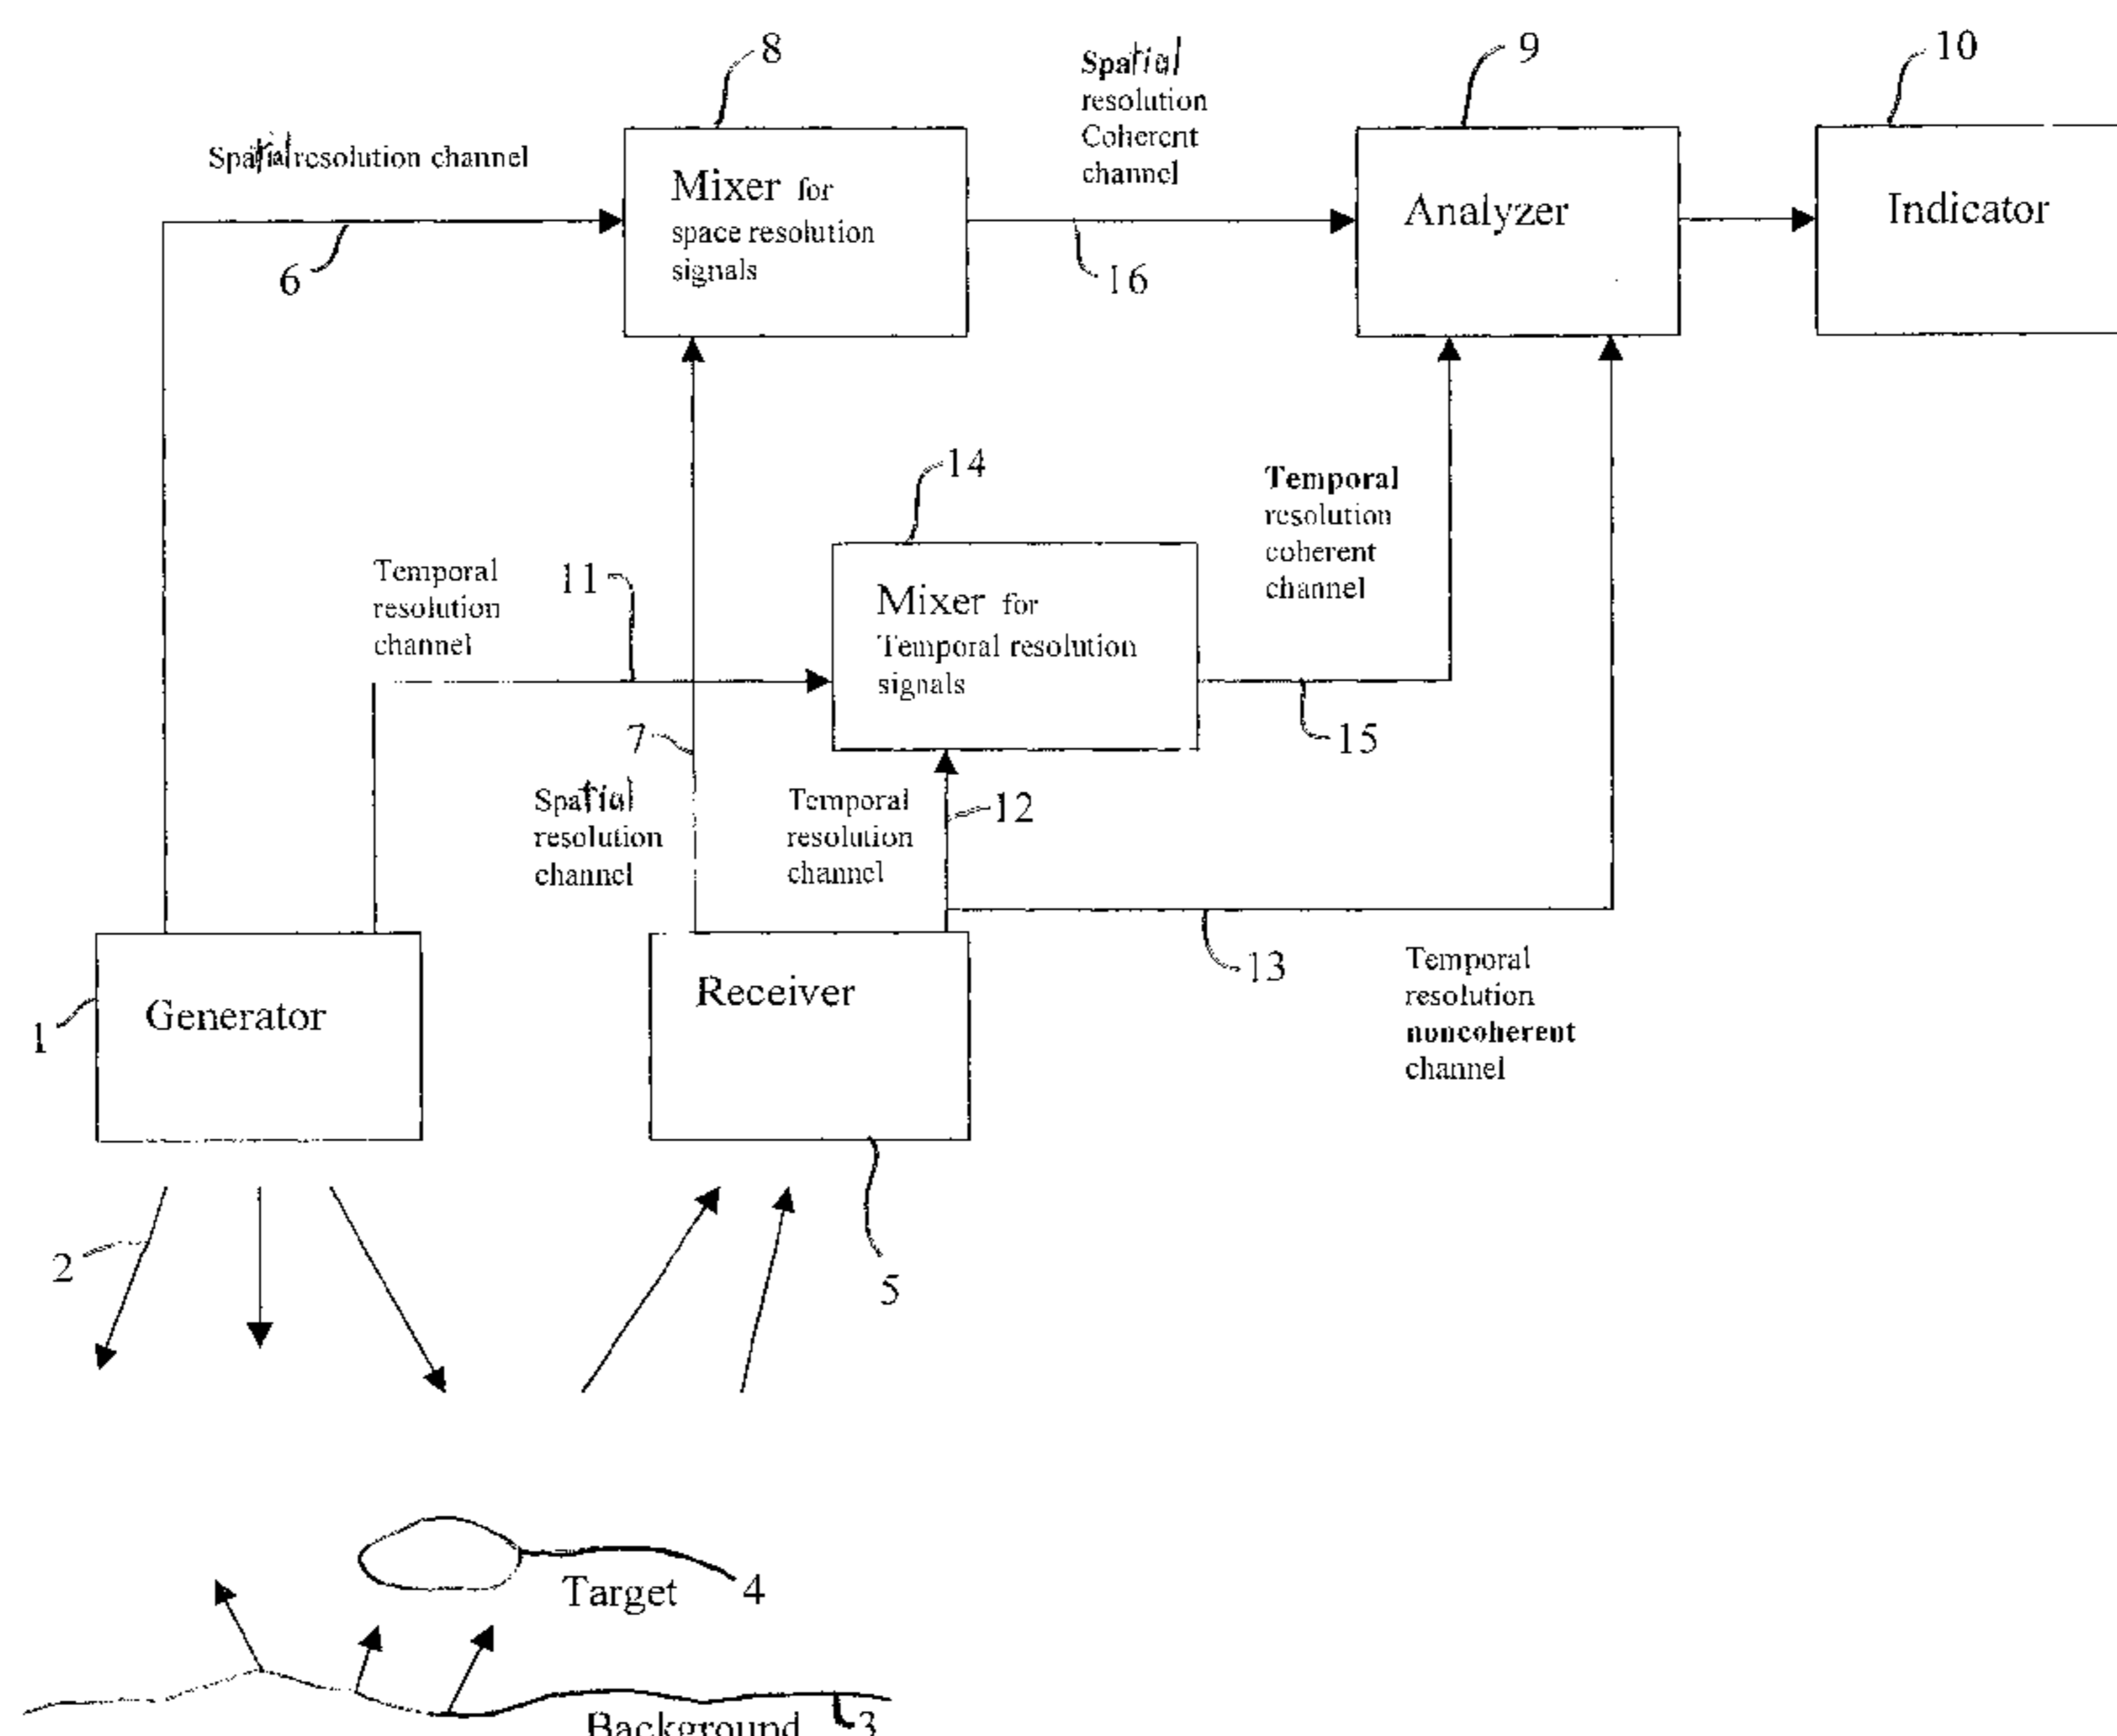 8
Spatial
resolution
Coherent
channel
9
10
Spatial resolution channel
Mixer for
space resolution
signals
Analyzer
Indicator
6
16
14
Temporal
resolution
coherent
channel
Temporal
resolution
channel
11
Mixer for
Temporal resolution
signals
7
15
Spatial
resolution
channel
Temporal
resolution
channel
12
13
Temporal
resolution
noncoherent
channel
1
Generator
Receiver
2
5
Target
4
Background
3